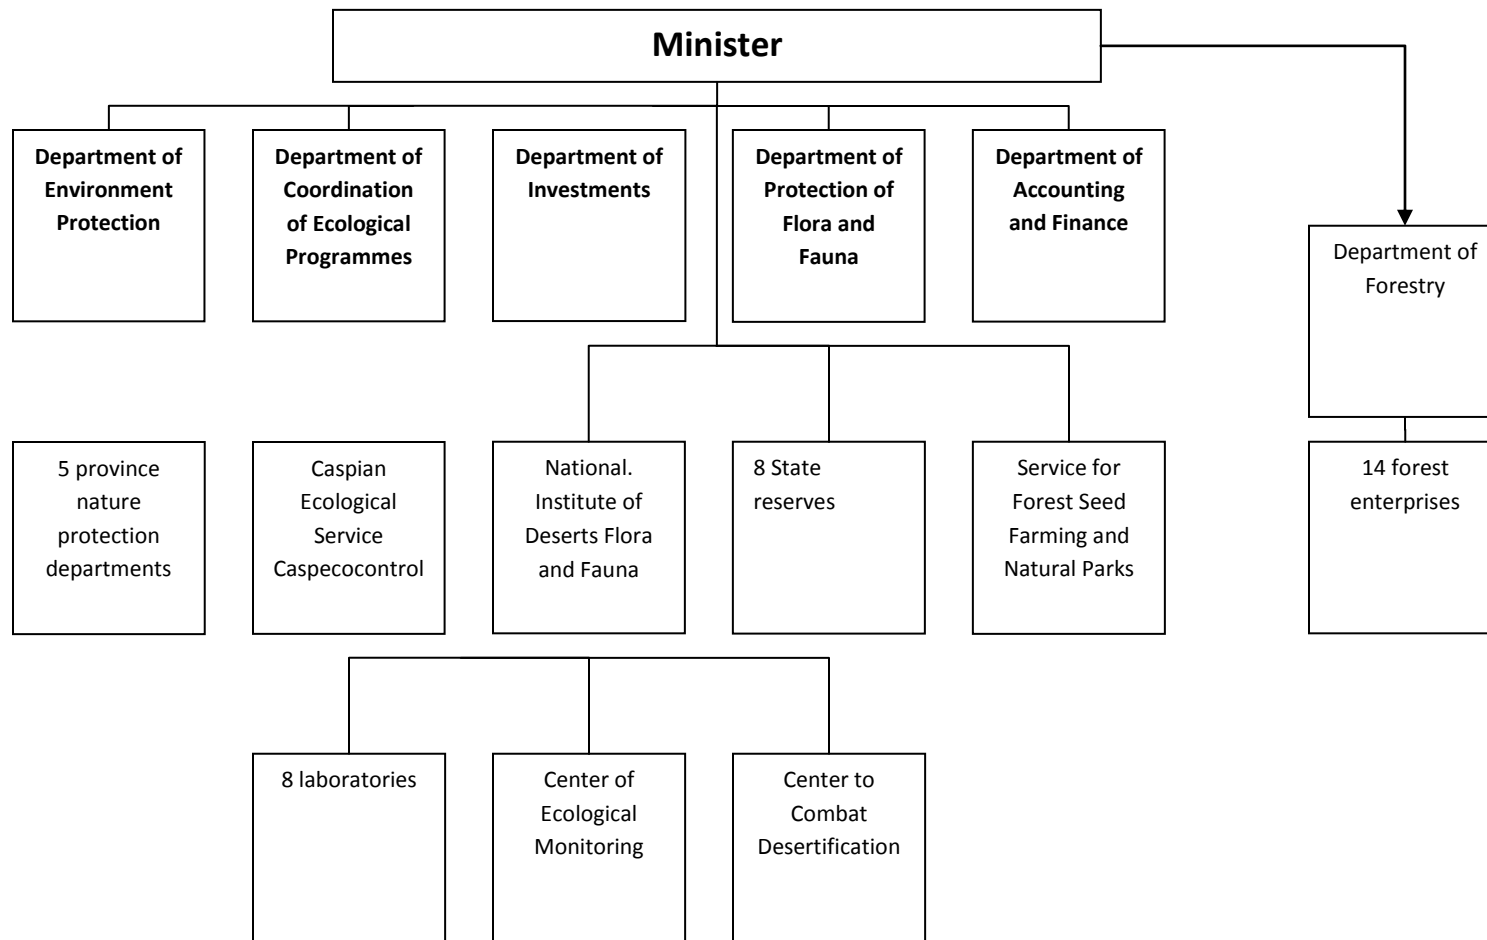 Minister
Department of
Environment
Protection
Department of
Coordination
of Ecological
Programmes
Department of
Investments
Department of
Protection of
Flora and
Fauna
Department of
Accounting
and Finance
Department of
Forestry
5 province
nature
protection
departments
Caspian
Ecological
Service
Caspecocontrol
National.
Institute of
Deserts Flora
and Fauna
8 State
reserves
Service for
Forest Seed
Farming and
Natural Parks
14 forest
enterprises
8 laboratories
Center of
Ecological
Monitoring
Center to
Combat
Desertification